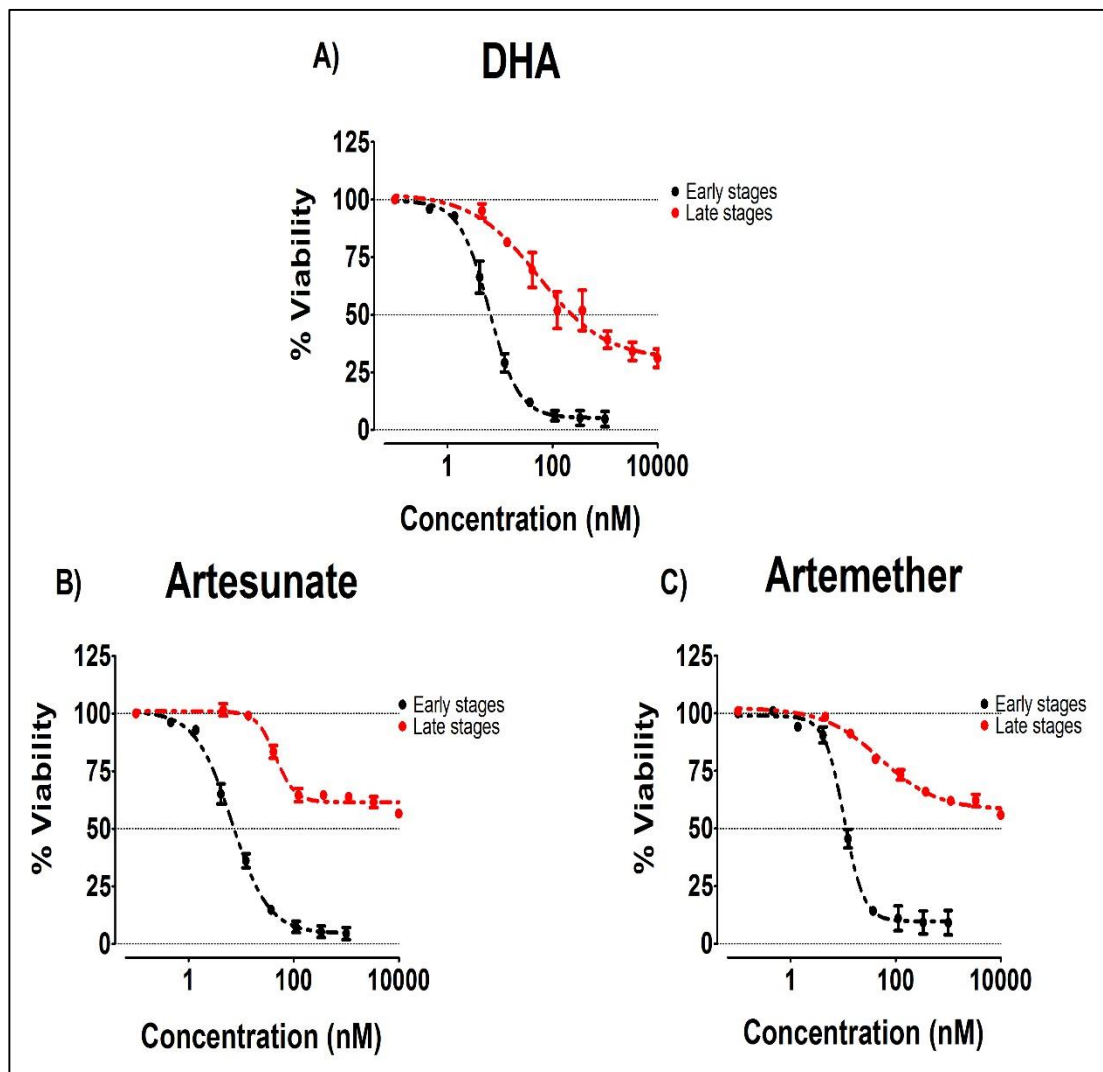 A)
DHA
125
100
75
50
25
0
% Viability
1
100
10000
Concentration (nM)
Early stages
Late stages
B)
Artesunate
125
100
75
50
25
0
% Viability
1
100
10000
Concentration (nM)
Early stages
Late stages
C)
Artemether
125
100
75
50
25
0
% Viability
1
100
10000
Concentration (nM)
Early stages
Late stages